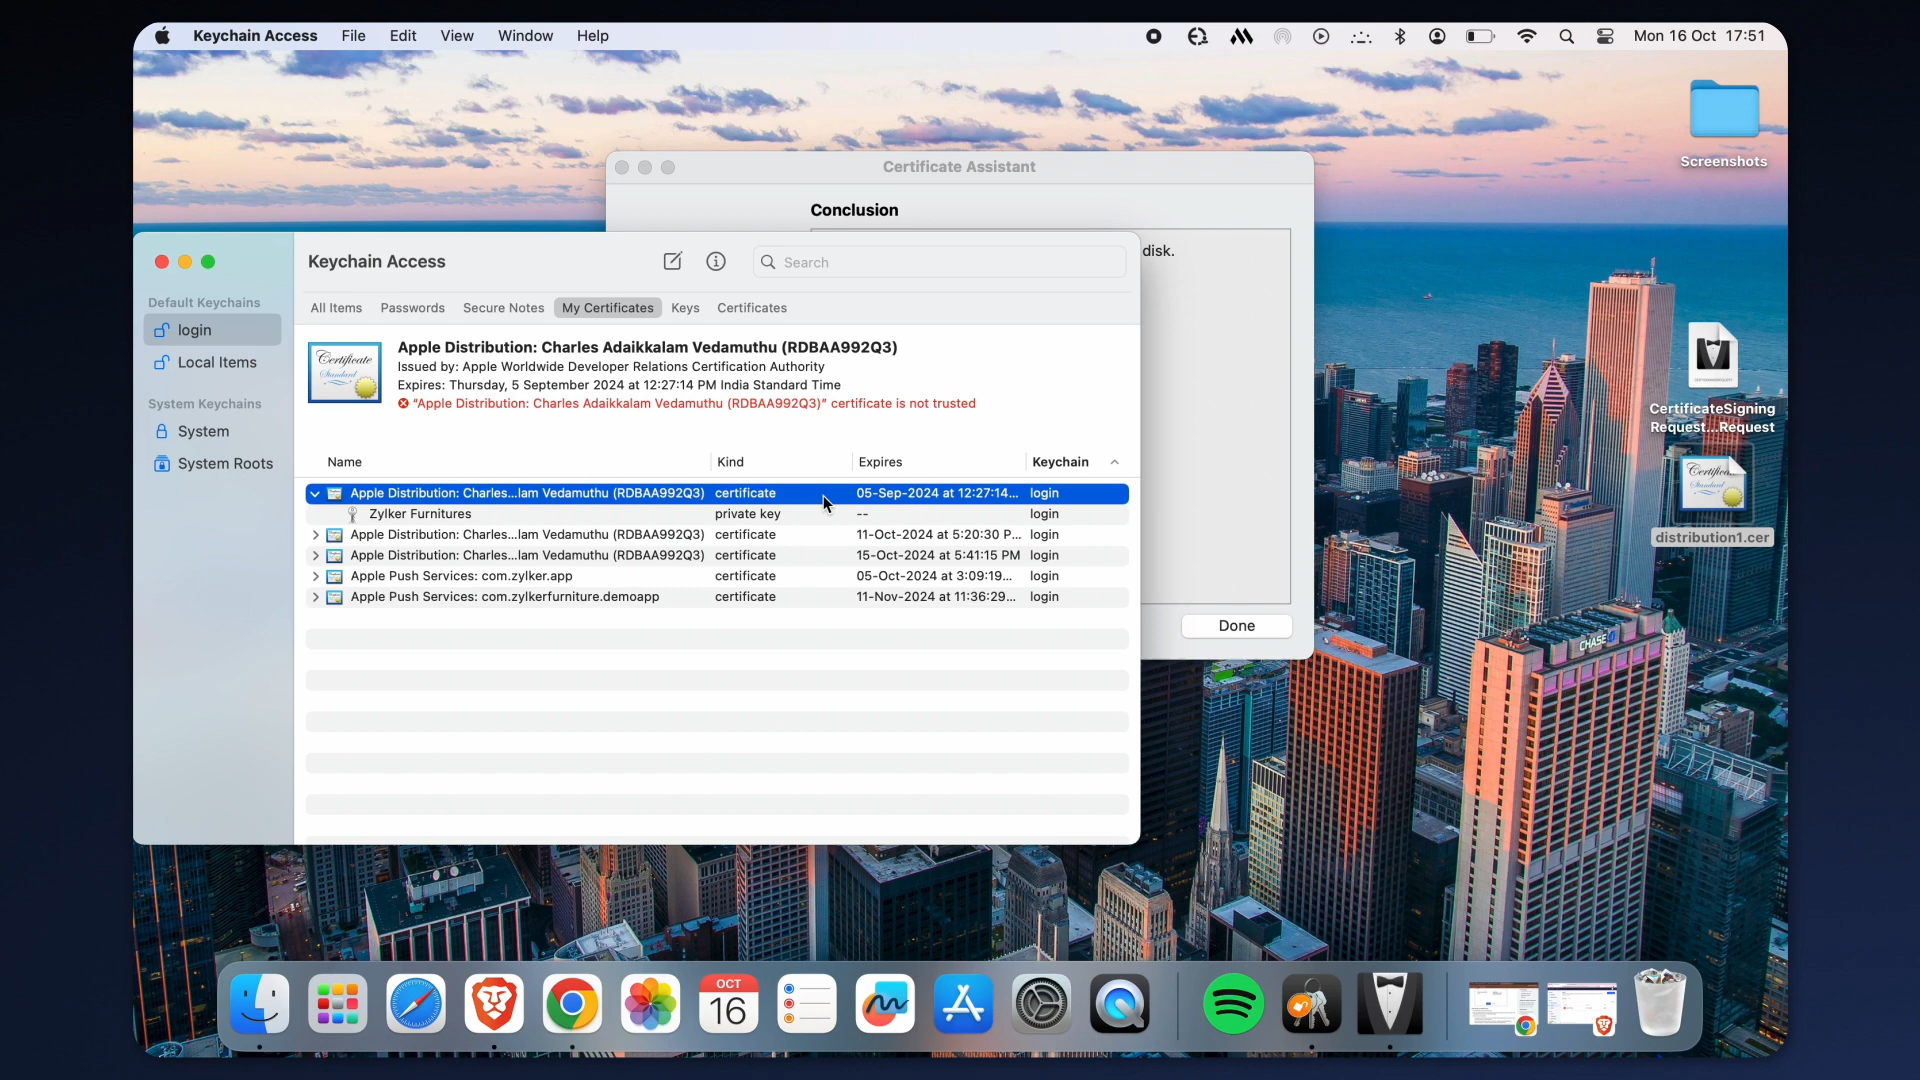 Keychain Access File Edit View Window Help
Mon 16 Oct 17:51
Screenshots
Certificate Assistant
Conclusion
disk.
Keychain Access
Search
All Items Passwords Secure Notes My Certificates Keys Certificates
Default Keychains
login
Local Items
System Keychains
System
System Roots
Certificate
Standard
Apple Distribution: Charles Adaikkalam Vedamuthu (RDBAA992Q3)
Issued by: Apple Worldwide Developer Relations Certification Authority
Expires: Thursday, 5 September 2024 at 12:27:14 PM India Standard Time
"Apple Distribution: Charles Adaikkalam Vedamuthu (RDBAA992Q3)" certificate is not trusted
Name Kind Expires Keychain
Apple Distribution: Charles...lam Vedamuthu (RDBAA992Q3) certificate 05-Sep-2024 at 12:27:14... login
Zylker Furnitures private key -- login
Apple Distribution: Charles...lam Vedamuthu (RDBAA992Q3) certificate 11-Oct-2024 at 5:20:30 P... login
Apple Distribution: Charles...lam Vedamuthu (RDBAA992Q3) certificate 15-Oct-2024 at 5:41:15 PM login
Apple Push Services: com.zylker.app certificate 05-Oct-2024 at 3:09:19... login
Apple Push Services: com.zylkerfurniture.demoapp certificate 11-Nov-2024 at 11:36:29... login
Done
CertificateSigning
Request...Request
distribution1.cer
CHASE
OCT
16